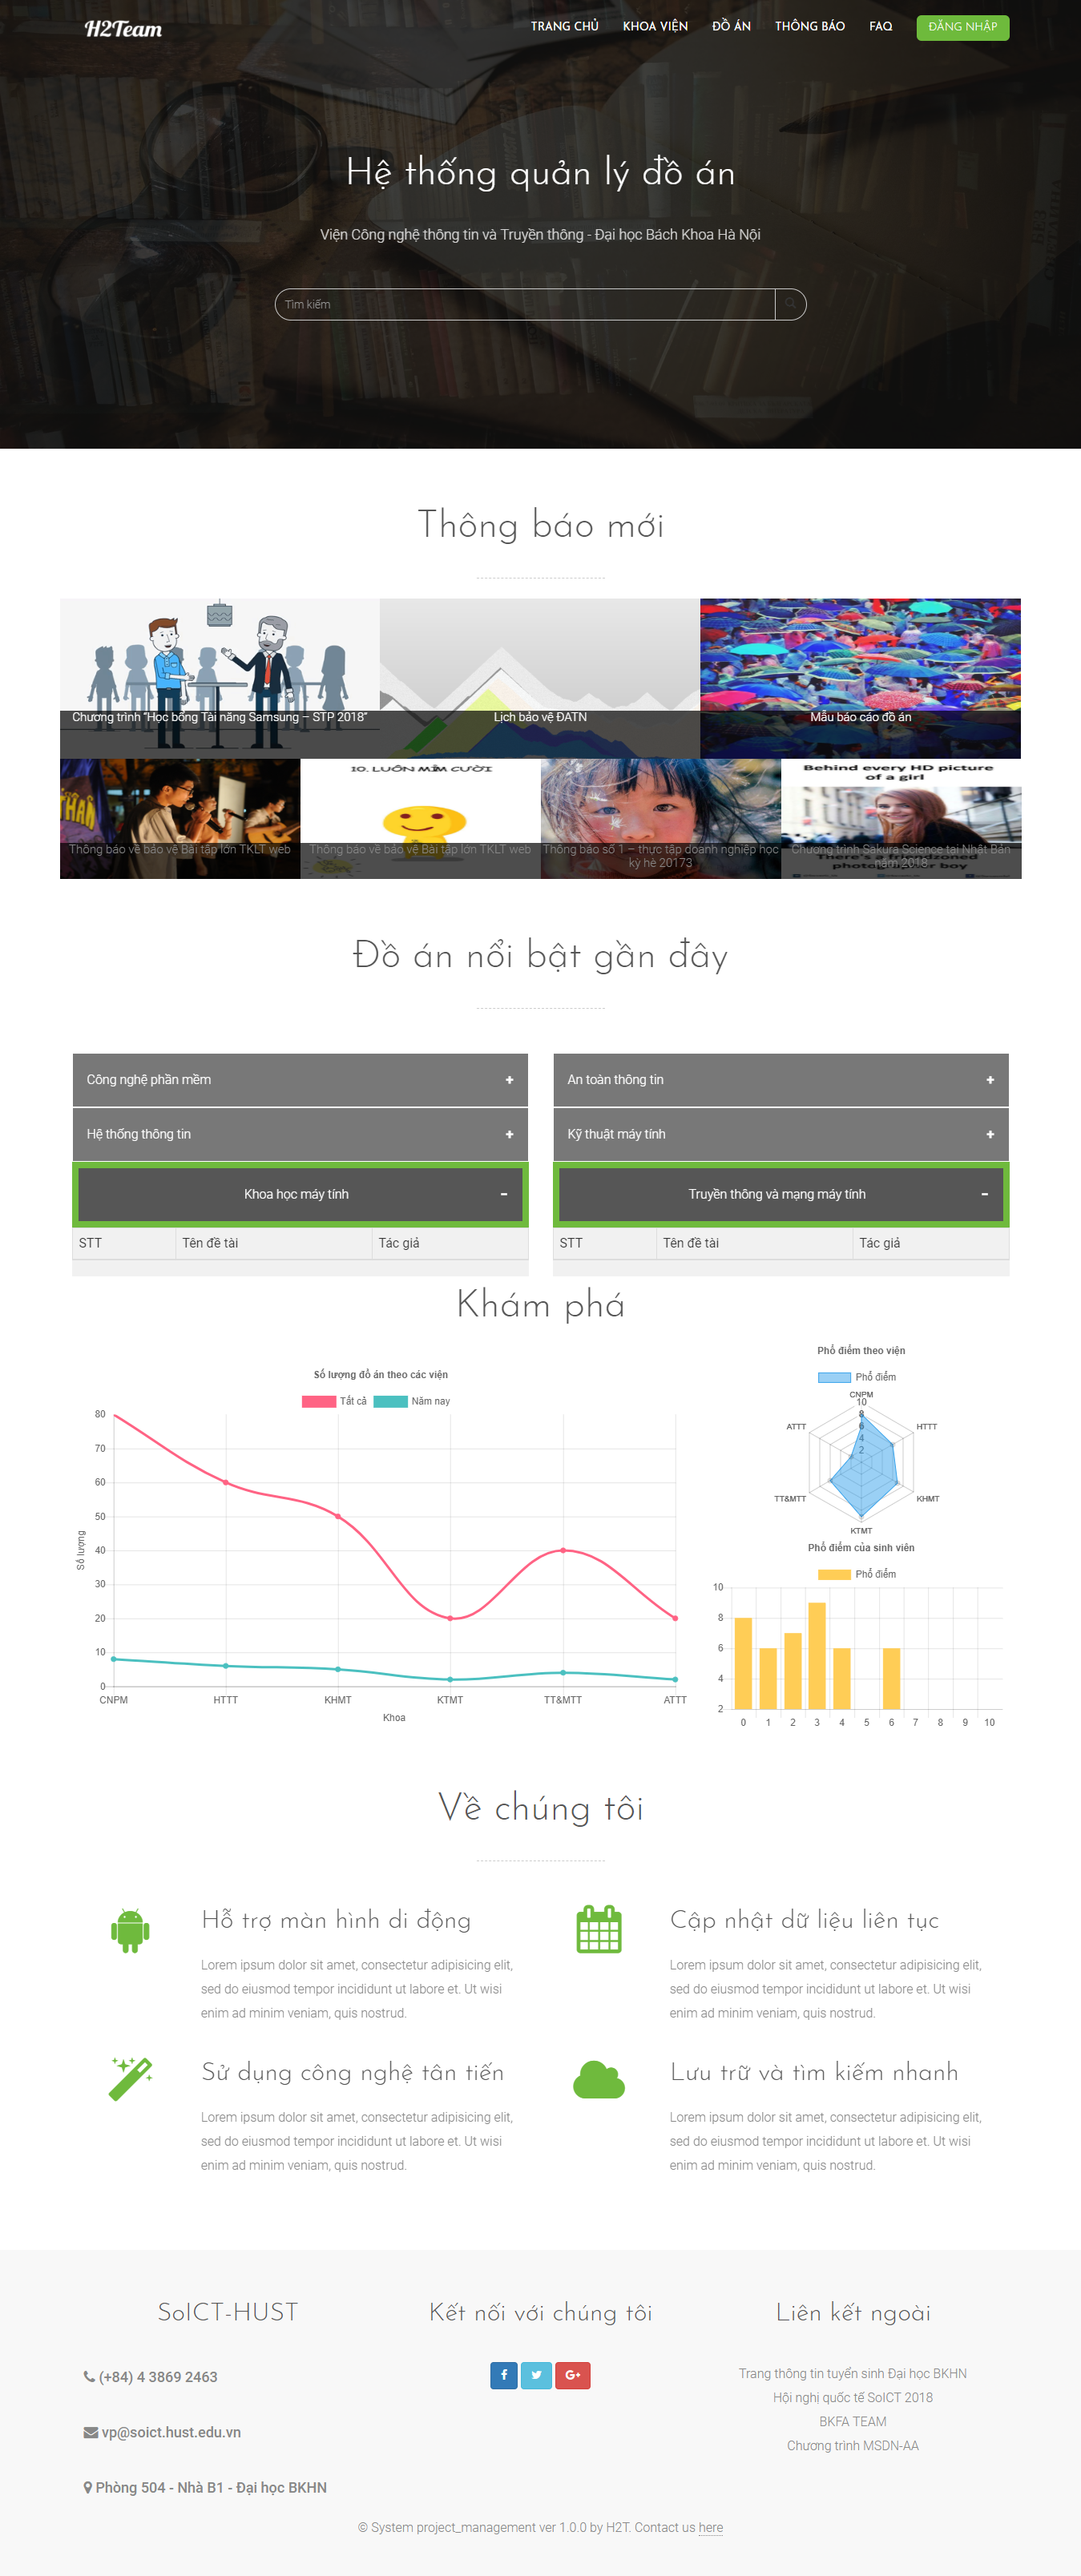 H2Team
TRANG CHỦ
KHOA VIỆN
ĐỒ ÁN
THÔNG BÁO
FAQ
ĐĂNG NHẬP
Hệ thống quản lý đồ án
Viện Công nghệ thông tin và Truyền thông - Đại học Bách Khoa Hà Nội
Tìm kiếm
Thông báo mới
Chương trình “Học bổng Tài năng Samsung – STP 2018”
Lịch bảo vệ ĐATN
Mẫu báo cáo đồ án
10. LUÔN MỈM CƯỜI
Behind every HD picture
of a girl
Thông báo về bảo vệ Bài tập lớn TKLT web
Thông báo về bảo vệ Bài tập lớn TKLT web
Thông báo số 1 – thực tập doanh nghiệp học
kỳ hè 20173
Chương trình Sakura Science tại Nhật Bản
năm 2018
There's a friendzoned
photographer boy
Đồ án nổi bật gần đây
Công nghệ phần mềm +
An toàn thông tin +
Hệ thống thông tin +
Kỹ thuật máy tính +
Khoa học máy tính -
Truyền thông và mạng máy tính -
STT Tên đề tài Tác giả
STT Tên đề tài Tác giả
Khám phá
Số lượng đồ án theo các viện
Tất cả Năm nay
80
70
60
50
40
30
20
10
0
Số lượng
CNPM HTTT KHMT KTMT TT&MTT ATTT
Khoa
Phổ điểm theo viện
Phổ điểm
CNPM
10
8
6
4
2
ATTT
HTTT
TT&MTT
KHMT
KTMT
Phổ điểm của sinh viên
Phổ điểm
10
8
6
4
2
0 1 2 3 4 5 6 7 8 9 10
Về chúng tôi
Hỗ trợ màn hình di động
Lorem ipsum dolor sit amet, consectetur adipisicing elit,
sed do eiusmod tempor incididunt ut labore et. Ut wisi
enim ad minim veniam, quis nostrud.
Cập nhật dữ liệu liên tục
Lorem ipsum dolor sit amet, consectetur adipisicing elit,
sed do eiusmod tempor incididunt ut labore et. Ut wisi
enim ad minim veniam, quis nostrud.
Sử dụng công nghệ tân tiến
Lorem ipsum dolor sit amet, consectetur adipisicing elit,
sed do eiusmod tempor incididunt ut labore et. Ut wisi
enim ad minim veniam, quis nostrud.
Lưu trữ và tìm kiếm nhanh
Lorem ipsum dolor sit amet, consectetur adipisicing elit,
sed do eiusmod tempor incididunt ut labore et. Ut wisi
enim ad minim veniam, quis nostrud.
SoICT-HUST
(+84) 4 3869 2463
vp@soict.hust.edu.vn
Phòng 504 - Nhà B1 - Đại học BKHN
Kết nối với chúng tôi
Liên kết ngoài
Trang thông tin tuyển sinh Đại học BKHN
Hội nghị quốc tế SoICT 2018
BKFA TEAM
Chương trình MSDN-AA
© System project_management ver 1.0.0 by H2T. Contact us here